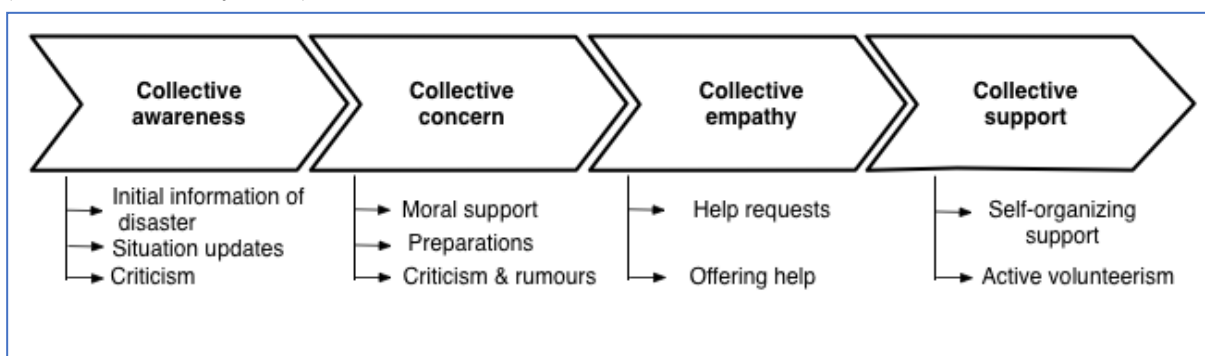 Collective
awareness
Collective
concern
Collective
empathy
Collective
support
Initial information of
disaster
Situation updates
Criticism
Moral support
Preparations
Criticism & rumours
Help requests
Offering help
Self-organizing
support
Active volunteerism